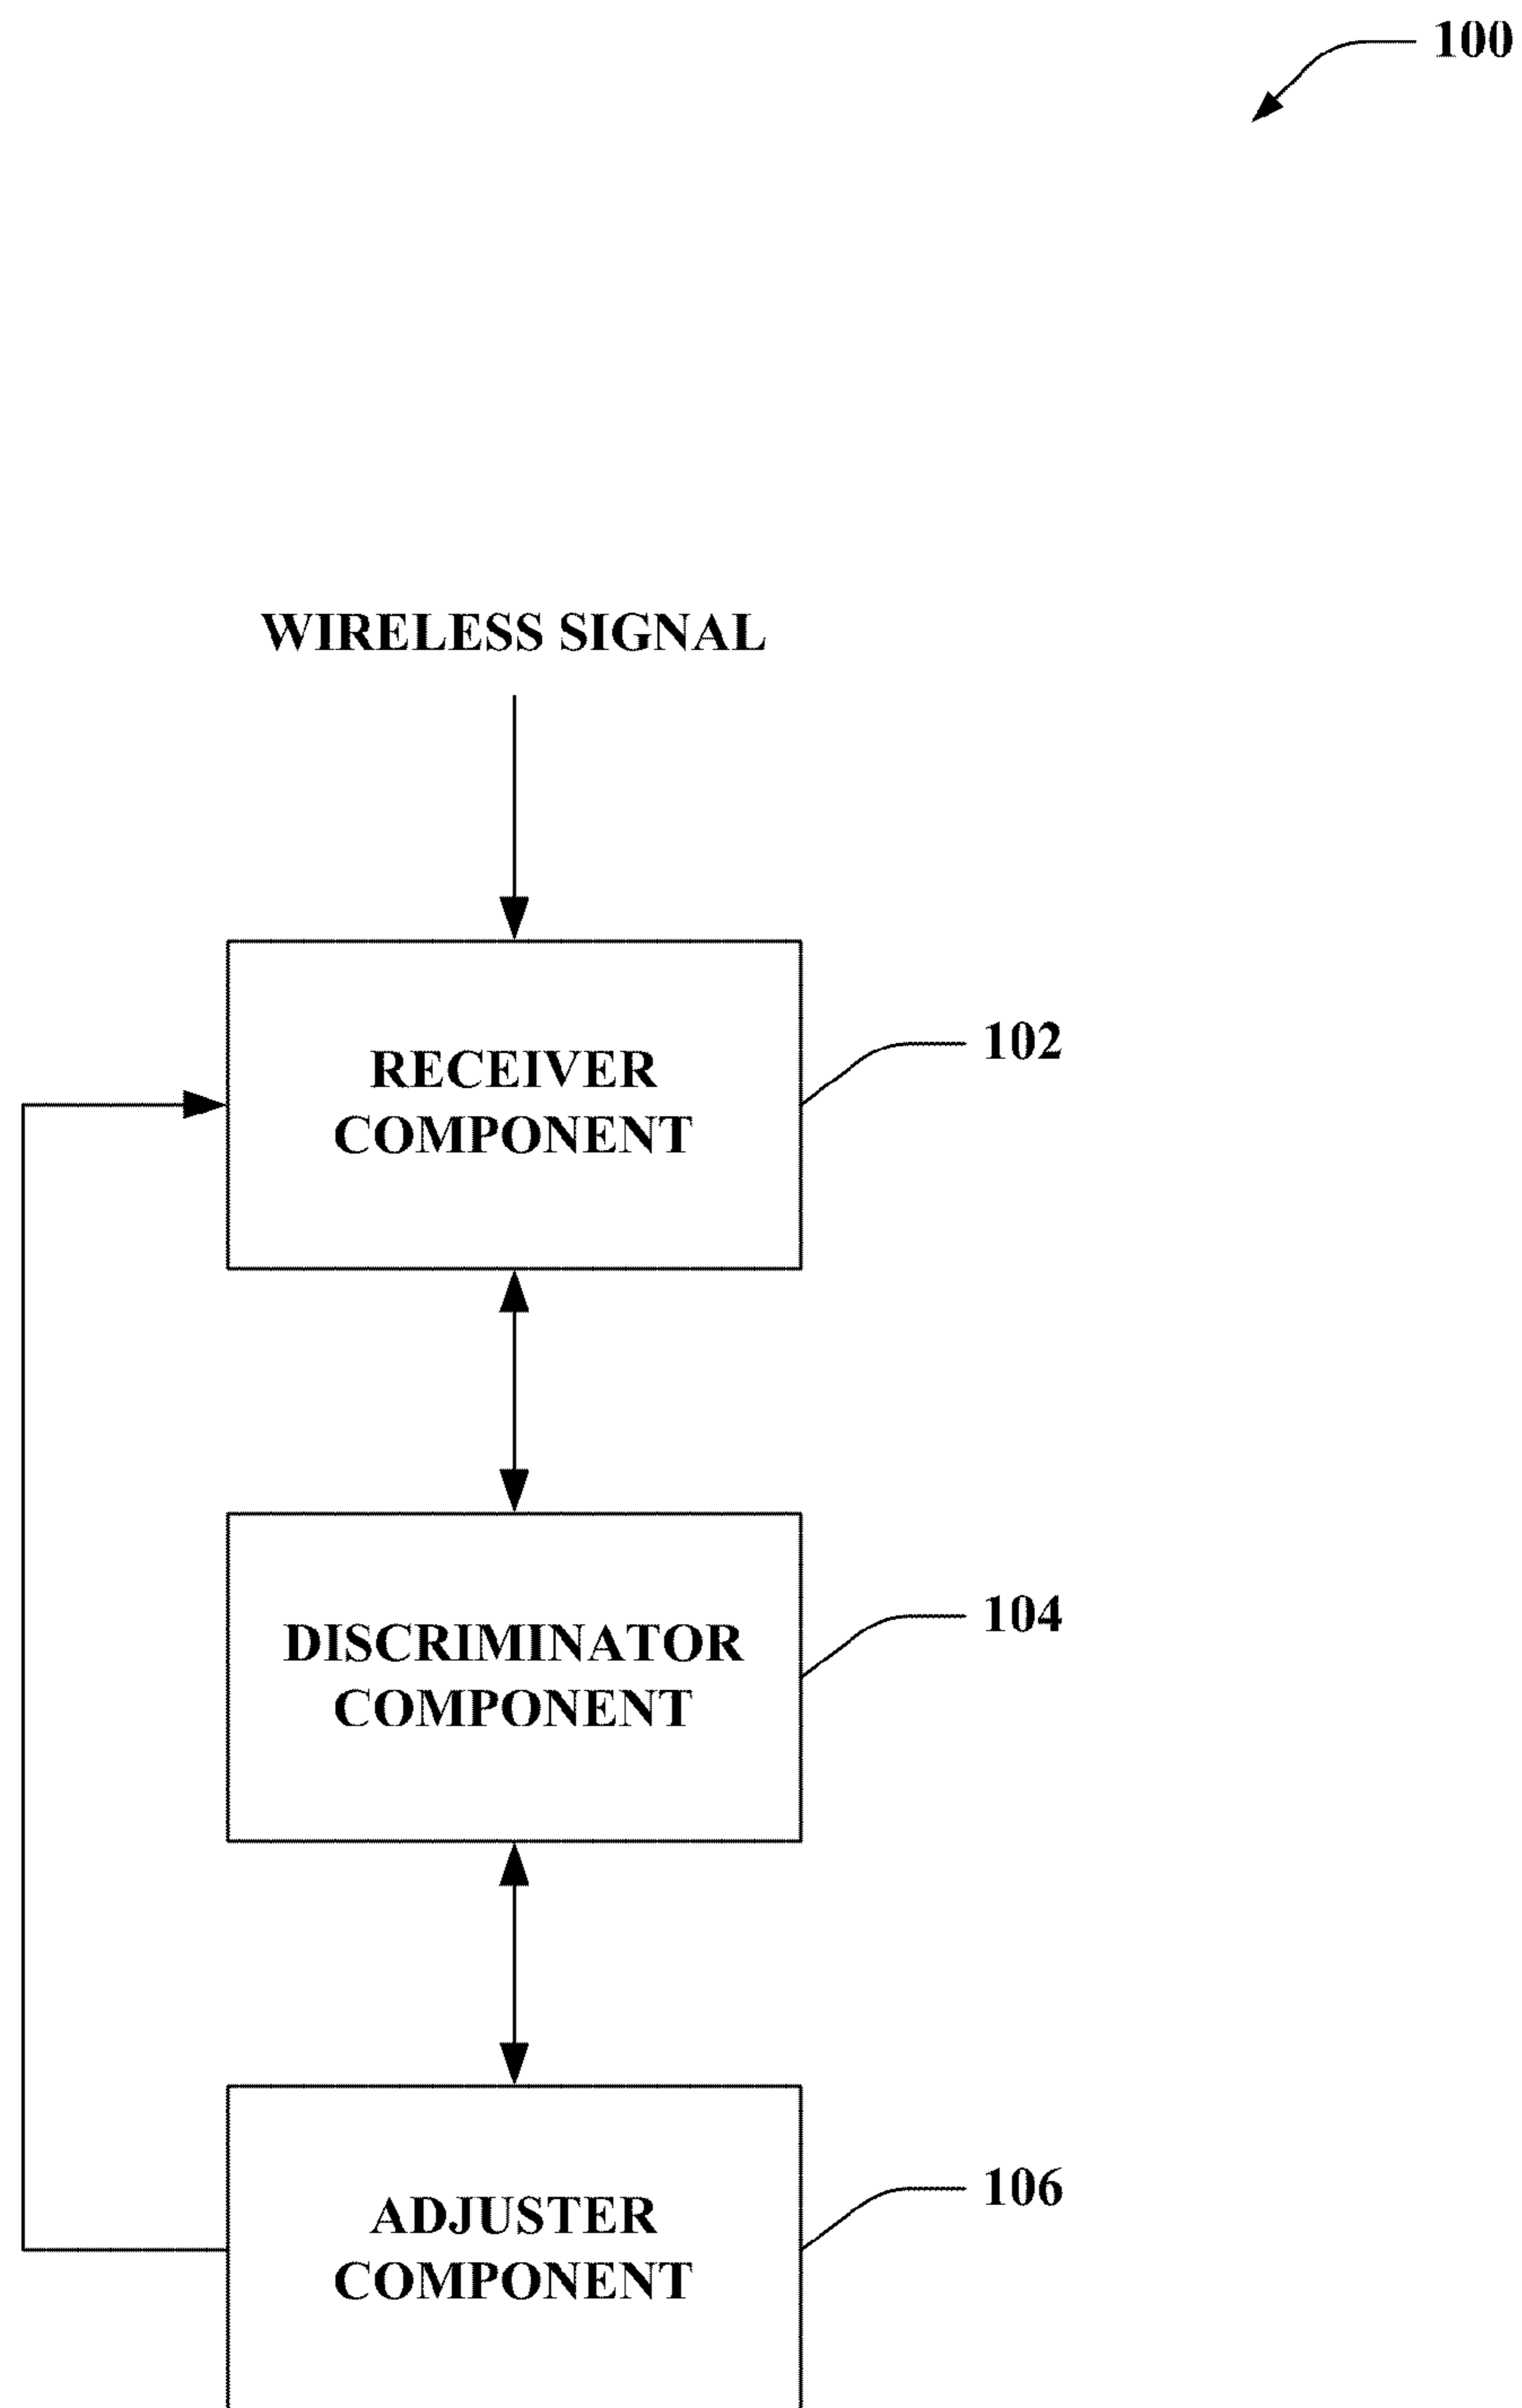 100
WIRELESS SIGNAL
RECEIVER
COMPONENT
102
DISCRIMINATOR
COMPONENT
104
ADJUSTER
COMPONENT
106